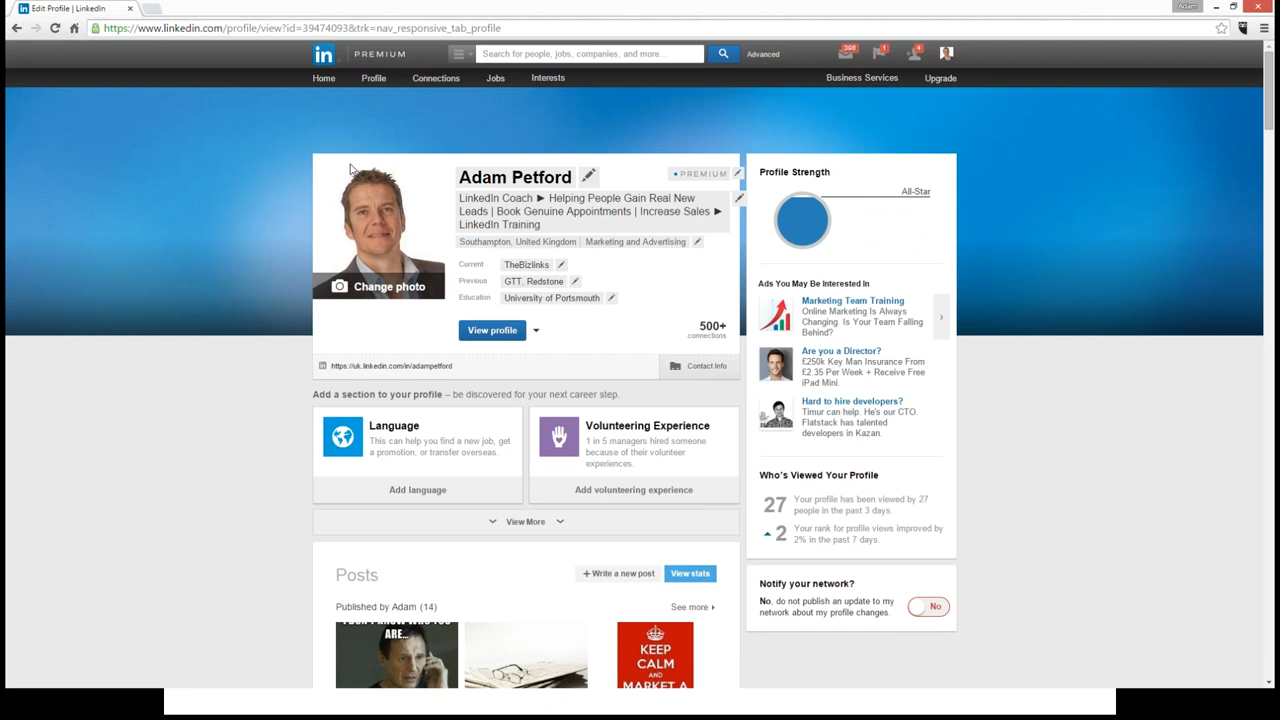 Edit Profile | LinkedIn
Adam
https://www.linkedin.com/profile/view?id=39474093&trk=nav_responsive_tab_profile
in PREMIUM
Search for people, jobs, companies, and more...
Advanced
398
1
4
Home Profile Connections Jobs Interests
Business Services Upgrade
Adam Petford
PREMIUM
LinkedIn Coach ► Helping People Gain Real New
Leads | Book Genuine Appointments | Increase Sales ►
LinkedIn Training
Southampton, United Kingdom Marketing and Advertising
Current TheBizlinks
Previous GTT, Redstone
Education University of Portsmouth
Change photo
View profile
500+
connections
in https://uk.linkedin.com/in/adampetford
Contact Info
Add a section to your profile – be discovered for your next career step.
Language
This can help you find a new job, get
a promotion, or transfer overseas.
Add language
Volunteering Experience
1 in 5 managers hired someone
because of their volunteer
experiences.
Add volunteering experience
View More
Posts
+ Write a new post
View stats
Published by Adam (14)
See more
ARE...
KEEP
CALM
AND
MARKET A
Profile Strength
All-Star
Ads You May Be Interested In
Marketing Team Training
Online Marketing Is Always
Changing. Is Your Team Falling
Behind?
Are you a Director?
£250k Key Man Insurance From
£2.35 Per Week + Receive Free
iPad Mini.
Hard to hire developers?
Timur can help. He's our CTO.
Flatstack has talented
developers in Kazan.
Who's Viewed Your Profile
27 Your profile has been viewed by 27
people in the past 3 days.
2 Your rank for profile views improved by
2% in the past 7 days.
Notify your network?
No, do not publish an update to my
network about my profile changes.
No